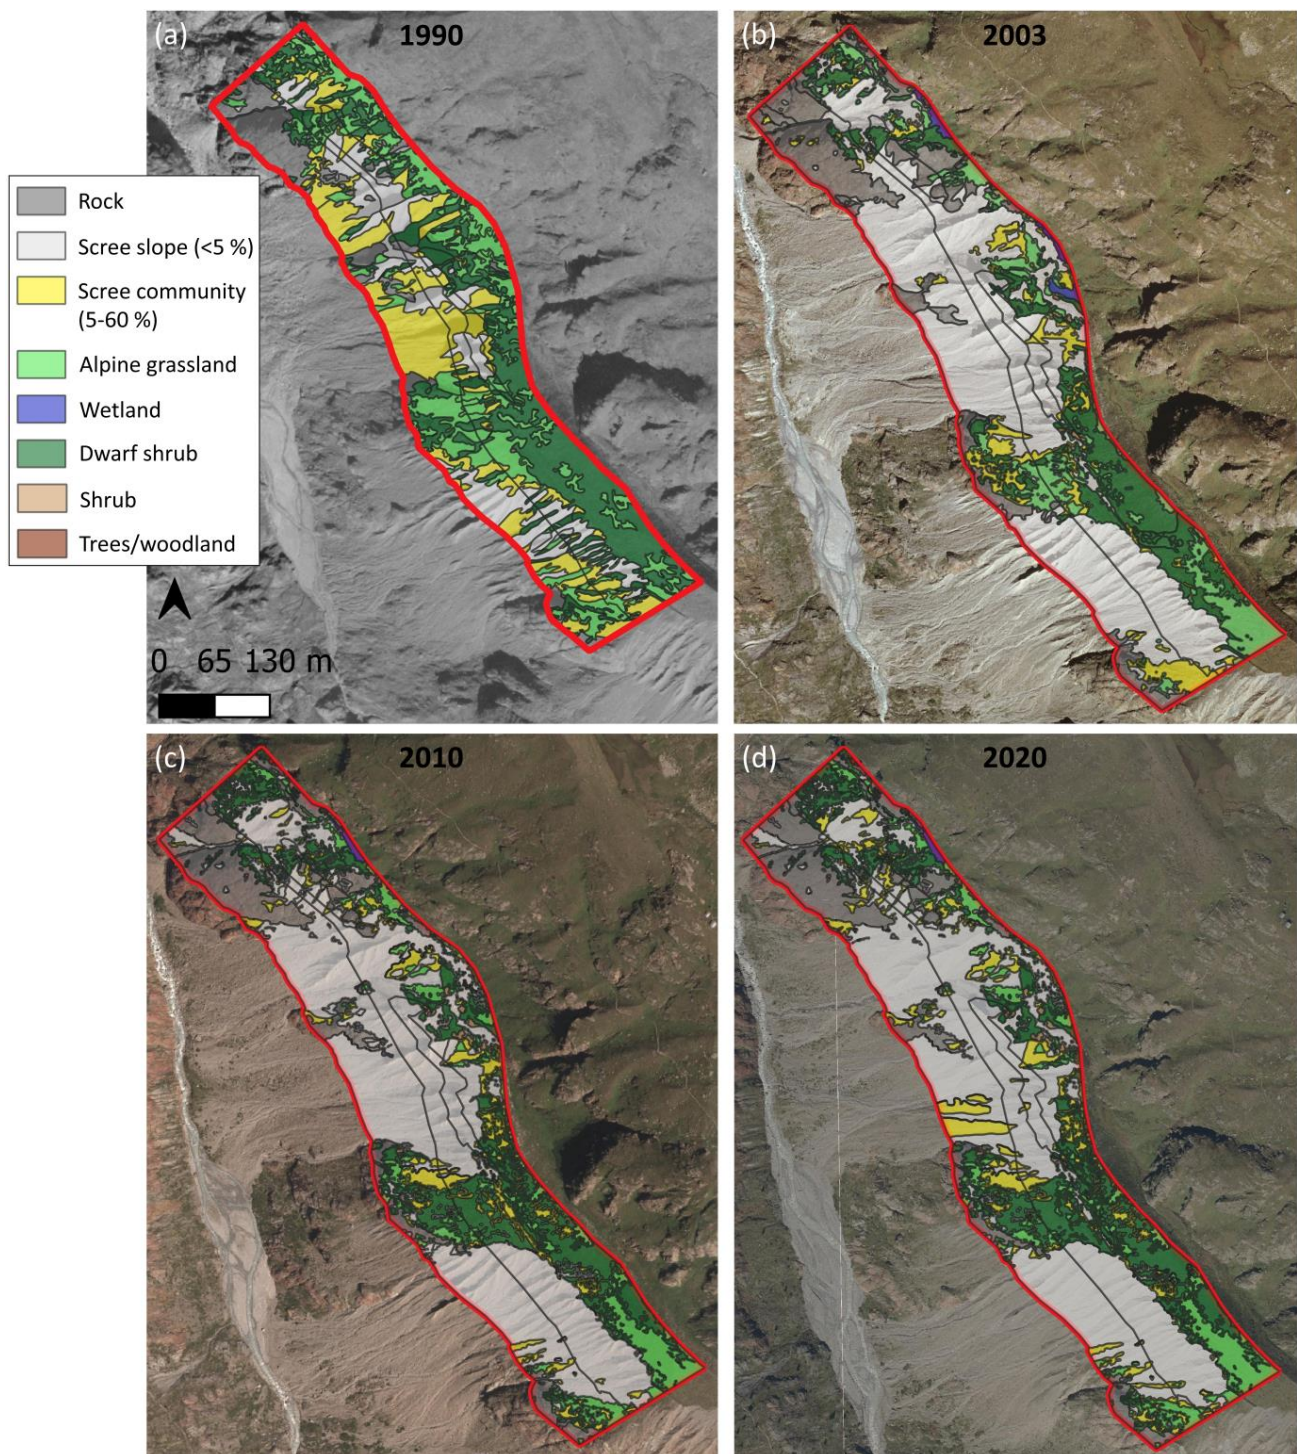 (a)
1990
(b)
2003
Rock
Scree slope (<5 %)
Scree community
(5-60 %)
Alpine grassland
Wetland
Dwarf shrub
Shrub
Trees/woodland
0 65 130 m
(c)
2010
(d)
2020